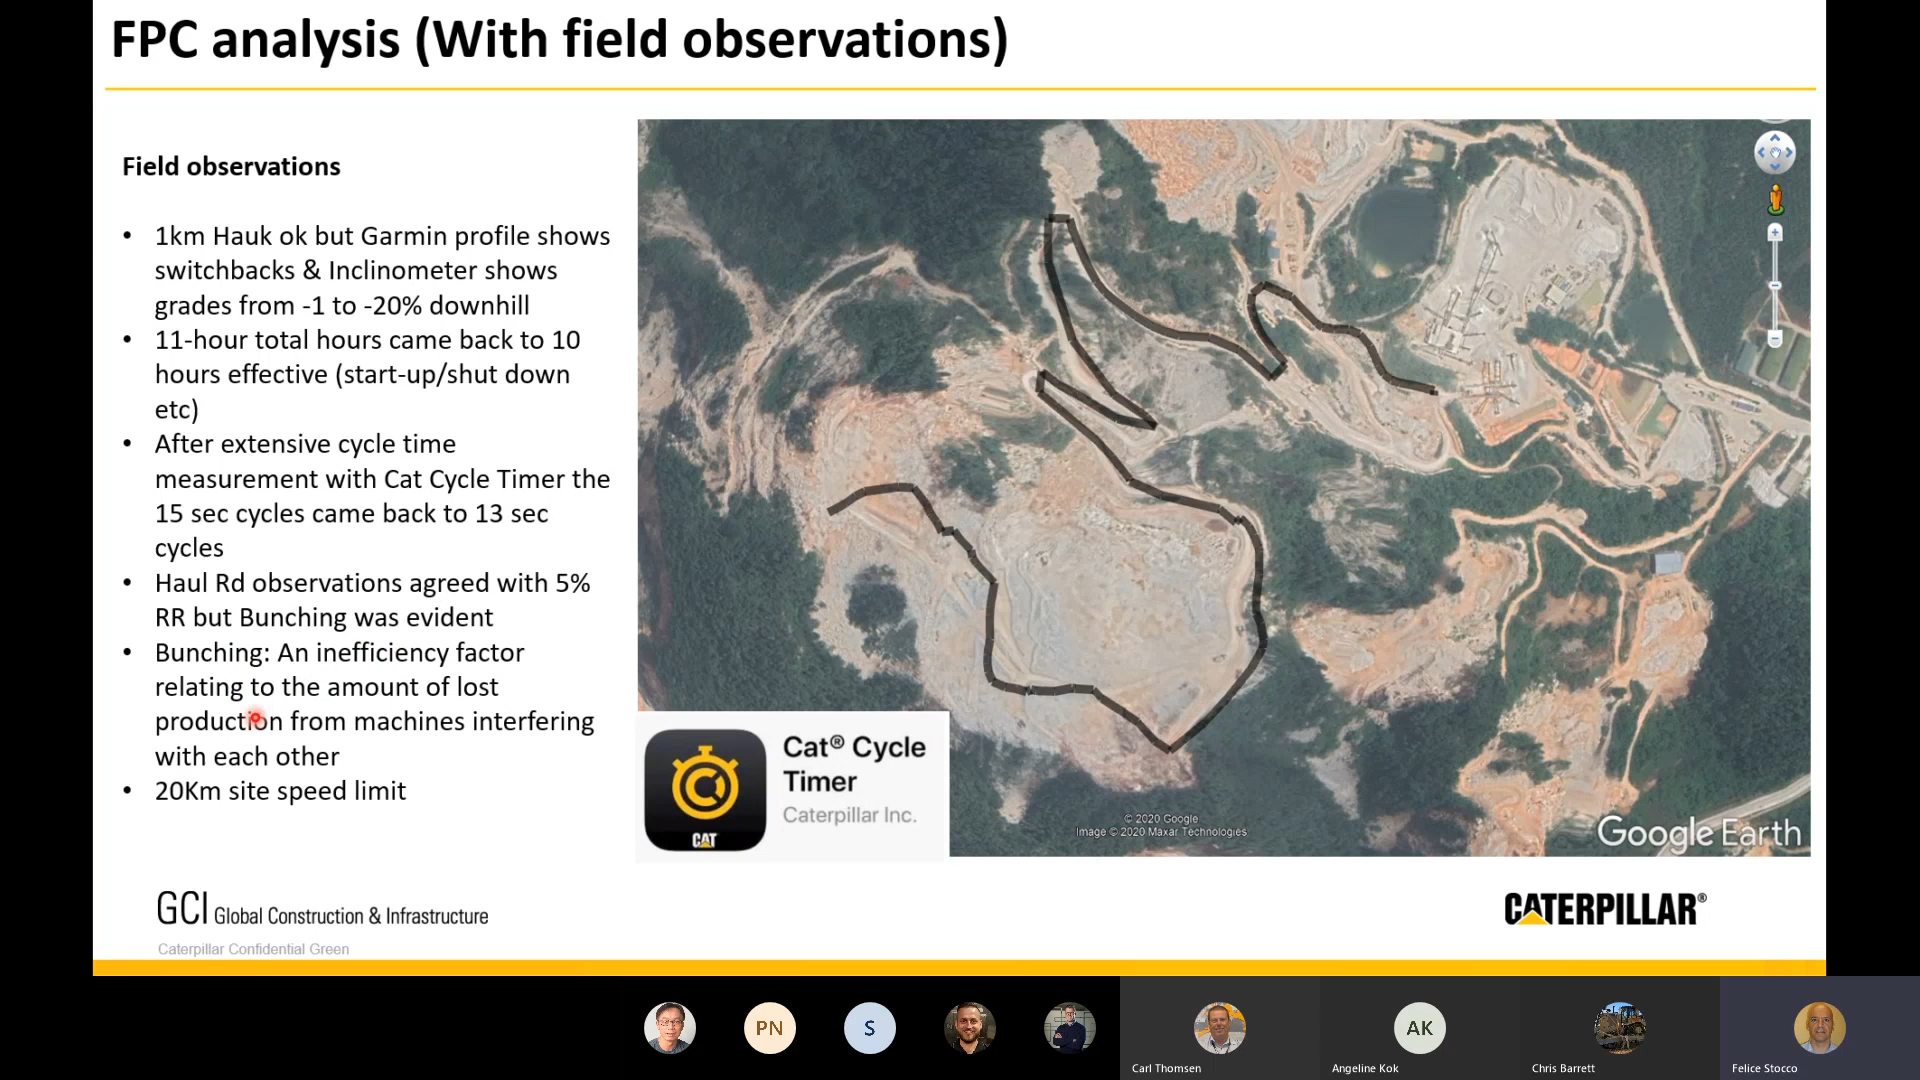 FPC analysis (With field observations)
Field observations
• 1km Hauk ok but Garmin profile shows
switchbacks & Inclinometer shows
grades from -1 to -20% downhill
• 11-hour total hours came back to 10
hours effective (start-up/shut down
etc)
• After extensive cycle time
measurement with Cat Cycle Timer the
15 sec cycles came back to 13 sec
cycles
• Haul Rd observations agreed with 5%
RR but Bunching was evident
• Bunching: An inefficiency factor
relating to the amount of lost
production from machines interfering
with each other
• 20Km site speed limit
CAT
Cat® Cycle
Timer
Caterpillar Inc.
© 2020 Google
Image © 2020 Maxar Technologies
Google Earth
GCI Global Construction & Infrastructure
Caterpillar Confidential Green
CATERPILLAR®
PN
S
AK
Carl Thomsen
Angeline Kok
Chris Barrett
Felice Stocco